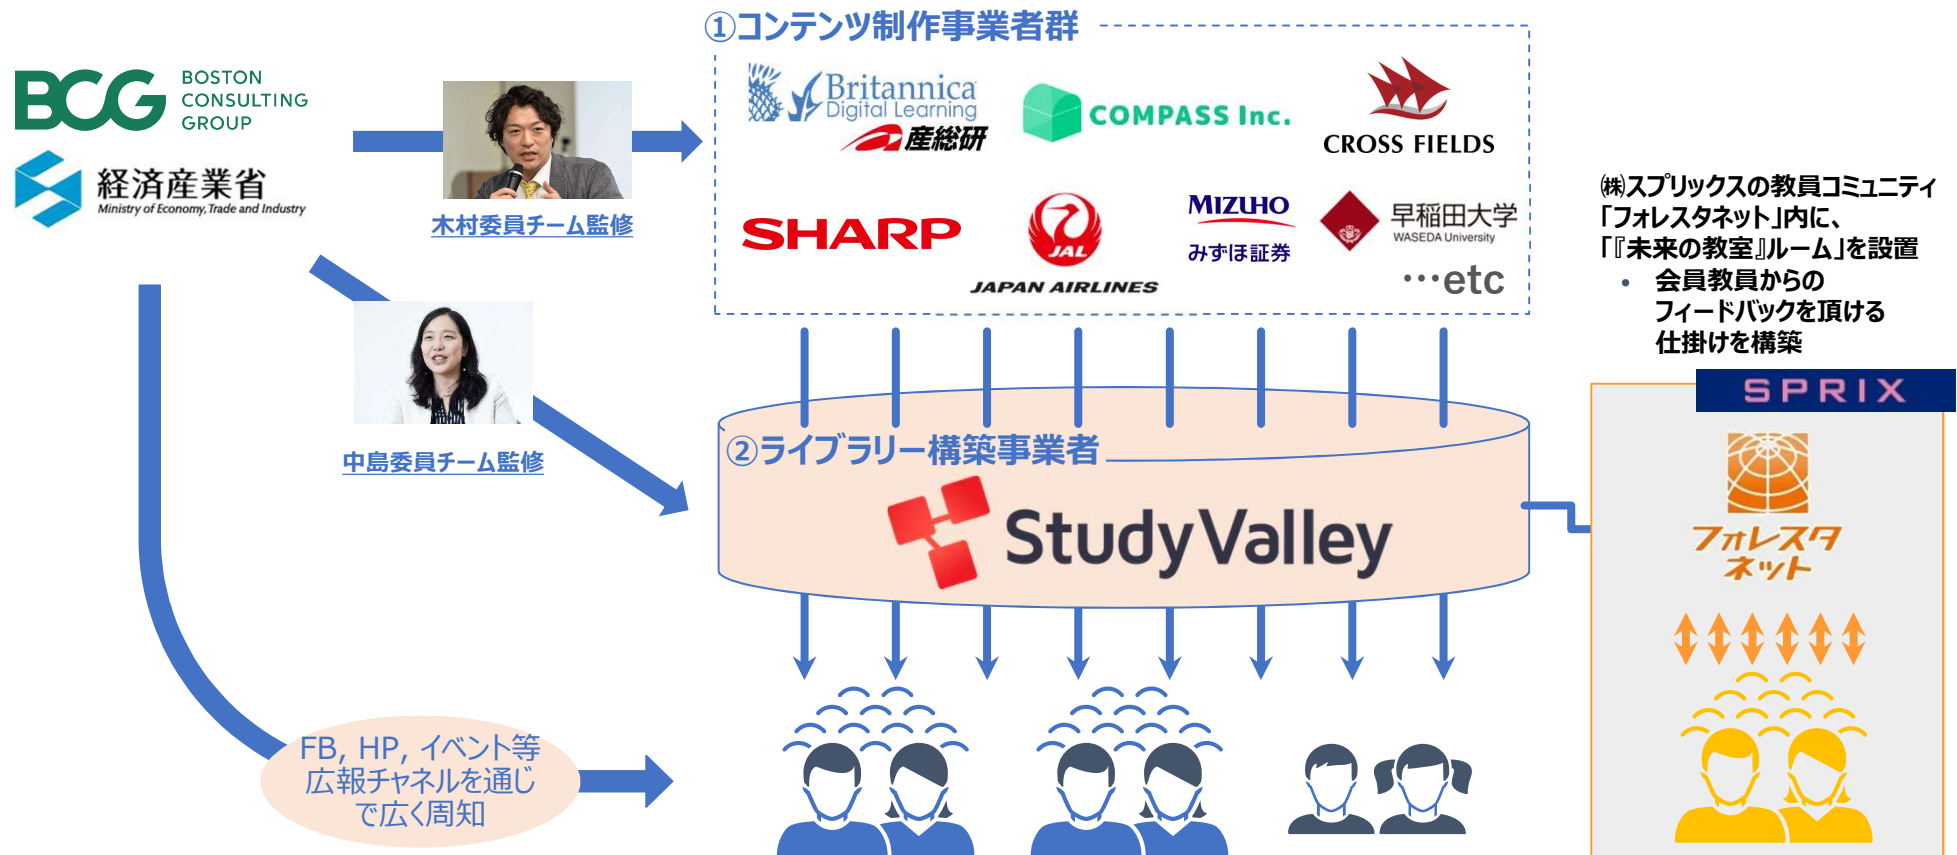 ①コンテンツ制作事業者群
BCG
BOSTON
CONSULTING
GROUP
経済産業省
Ministry of Economy, Trade and Industry
木村委員チーム監修
中島委員チーム監修
Britannica
Digital Learning
産総研
COMPASS Inc.
CROSS FIELDS
SHARP
JAL
JAPAN AIRLINES
MIZUHO
みずほ証券
早稲田大学
WASEDA University
…etc
㈱スプリックスの教員コミュニティ
「フォレスタネット」内に、
「『未来の教室』ルーム」を設置
• 会員教員からの
フィードバックを頂ける
仕掛けを構築
②ライブラリー構築事業者
StudyValley
SPRIX
フォレスタ
ネット
FB, HP, イベント等
広報チャネルを通じ
て広く周知